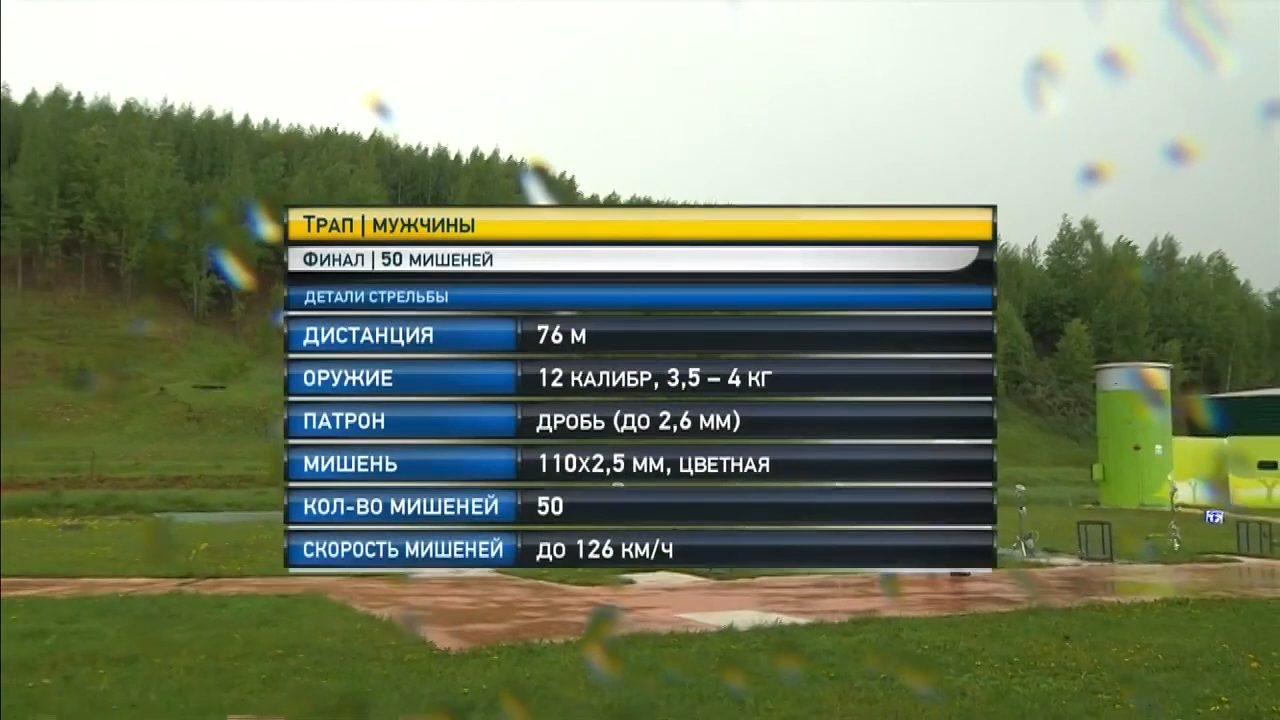 Трап | мужчины
Финал | 50 мишеней
ДЕТАЛИ СТРЕЛЬБЫ
ДИСТАНЦИЯ 76 м
ОРУЖИЕ 12 калибр, 3,5 – 4 кг
ПАТРОН дробь (до 2,6 мм)
МИШЕНЬ 110х2,5 мм, цветная
КОЛ-ВО МИШЕНЕЙ 50
СКОРОСТЬ МИШЕНЕЙ до 126 км/ч